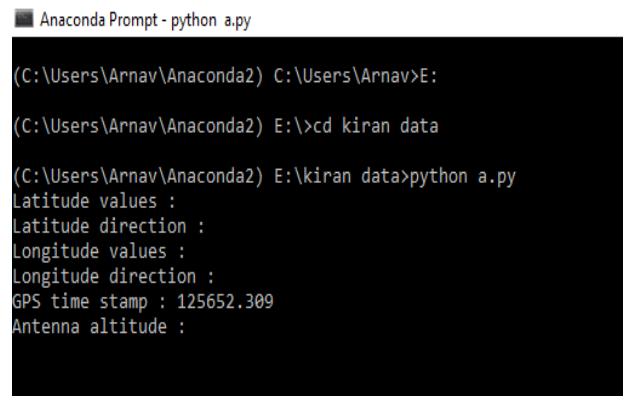 Anaconda Prompt - python a.py
(C:\Users\Arnav\Anaconda2) C:\Users\Arnav>E:
(C:\Users\Arnav\Anaconda2) E:\>cd kiran data
(C:\Users\Arnav\Anaconda2) E:\kiran data>python a.py
Latitude values :
Latitude direction :
Longitude values :
Longitude direction :
GPS time stamp : 125652.309
Antenna altitude :